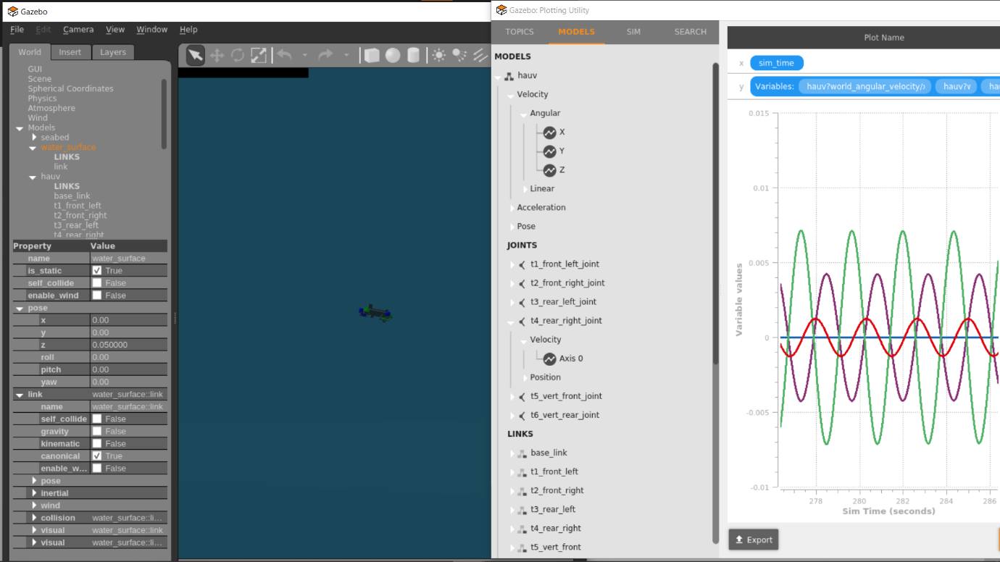 Gazebo
File Edit Camera View Window Help
World Insert Layers
GUI
Scene
Spherical Coordinates
Physics
Atmosphere
Wind
Models
seabed
water_surface
LINKS
link
hauv
LINKS
base_link
t1_front_left
t2_front_right
t3_rear_left
t4_rear_right
Property Value
name water_surface
is_static True
self_collide False
enable_wind False
pose
x 0.00
y 0.00
z 0.050000
roll 0.00
pitch 0.00
yaw 0.00
link water_surface::link
name water_surface::link
self_collide False
gravity False
kinematic False
canonical True
enable_w... False
pose
inertial
wind
collision water_surface::li...
visual water_surface::link
visual water_surface::li...
Gazebo: Plotting Utility
TOPICS MODELS SIM SEARCH
MODELS
hauv
Velocity
Angular
X
Y
Z
Linear
Acceleration
Pose
JOINTS
t1_front_left_joint
t2_front_right_joint
t3_rear_left_joint
t4_rear_right_joint
Velocity
Axis 0
Position
t5_vert_front_joint
t6_vert_rear_joint
LINKS
base_link
t1_front_left
t2_front_right
t3_rear_left
t4_rear_right
t5_vert_front
Plot Name
x sim_time
y Variables: hauv?world_angular_velocity/ hauv?
0.015
0.01
0.005
0
-0.005
-0.01
Variable values
278 280 282 284 286
Sim Time (seconds)
Export